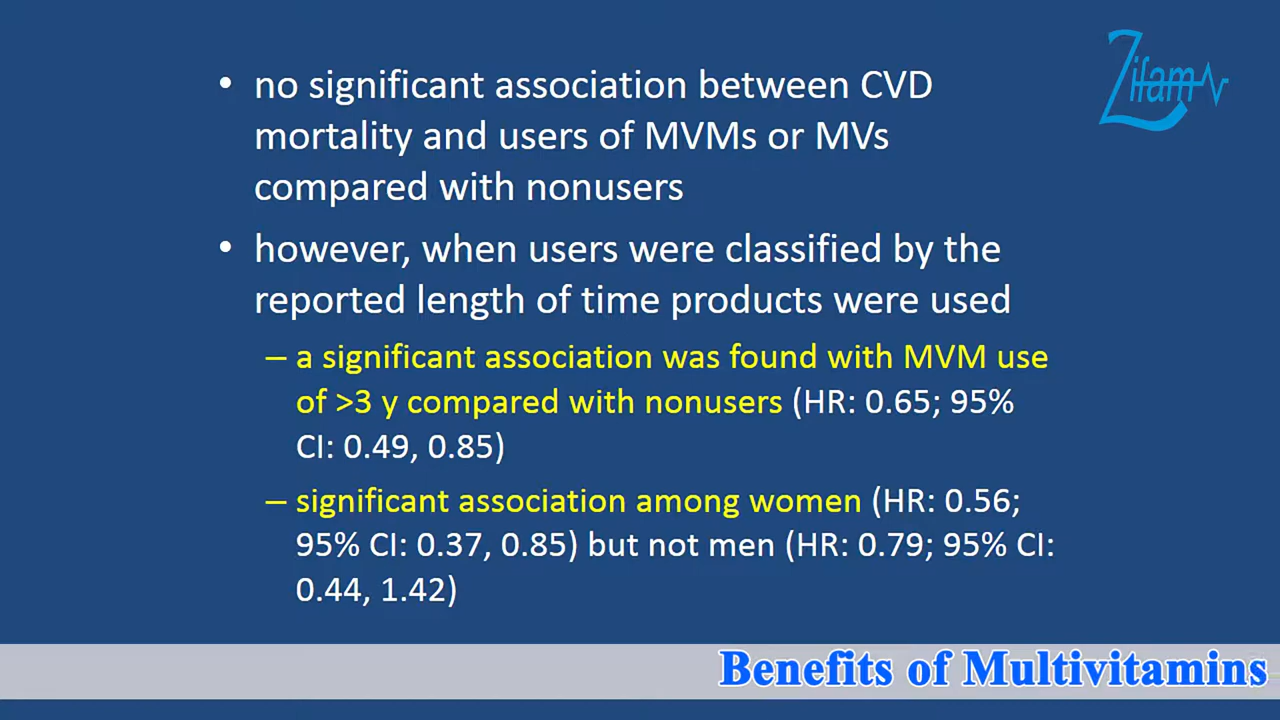 Zifam
• no significant association between CVD
mortality and users of MVMs or MVs
compared with nonusers
• however, when users were classified by the
reported length of time products were used
– a significant association was found with MVM use
of >3 y compared with nonusers (HR: 0.65; 95%
CI: 0.49, 0.85)
– significant association among women (HR: 0.56;
95% CI: 0.37, 0.85) but not men (HR: 0.79; 95% CI:
0.44, 1.42)
Benefits of Multivitamins